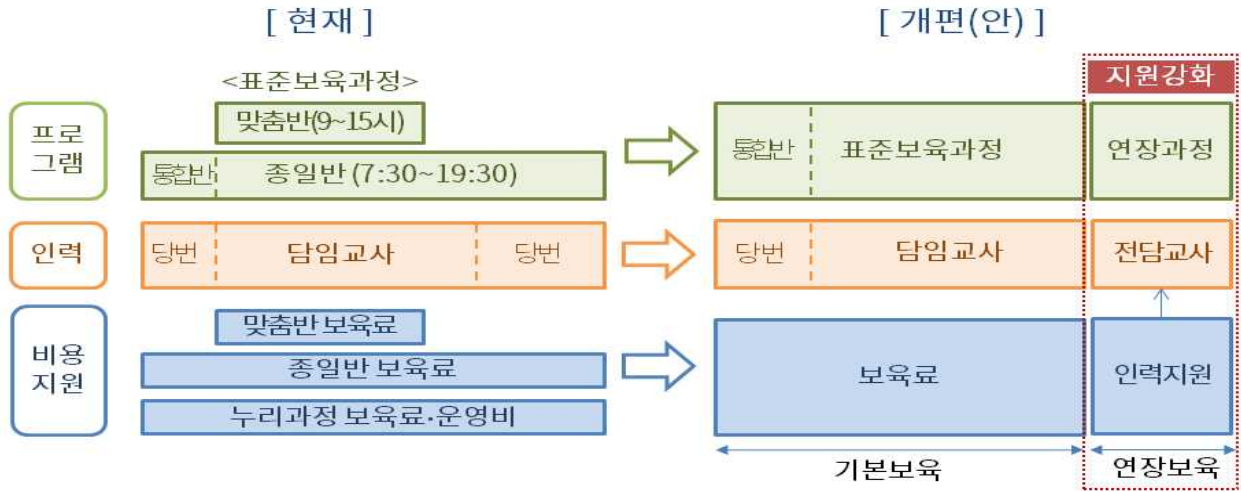 [ 현재 ]
[ 개편(안) ]
<표준보육과정>
지원강화
프로
그램
맞춤반(9~15시)
통합반
종일반 (7:30~19:30)
통합반
표준보육과정
연장과정
인력
당번
담임교사
당번
당번
담임교사
전담교사
비용
지원
맞춤반 보육료
종일반 보육료
누리과정 보육료·운영비
보육료
인력지원
기본보육
연장보육